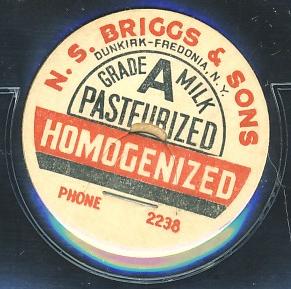 N. S. BRIGGS & SONS
DUNKIRK-FREDONIA, N.Y.
GRADE A MILK
PASTEURIZED
HOMOGENIZED
PHONE 2238